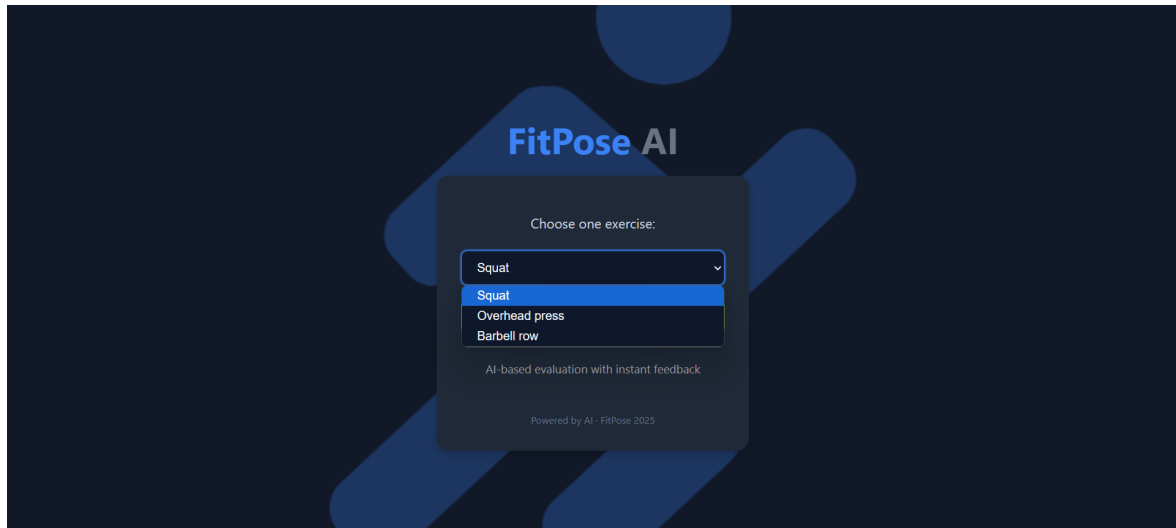 FitPose AI
Choose one exercise:
Squat
Squat
Overhead press
Barbell row
AI-based evaluation with instant feedback
Powered by AI · FitPose 2025